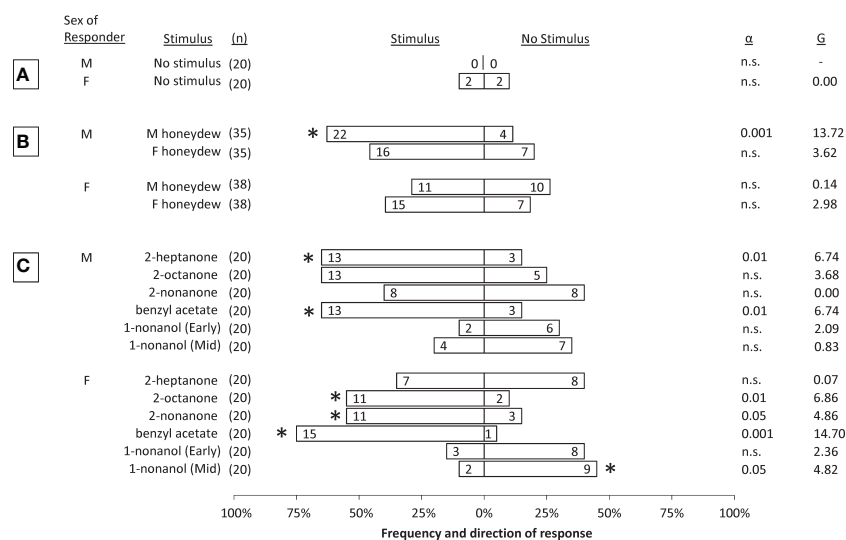 Sex of
Responder Stimulus (n) Stimulus No Stimulus α G
A
M No stimulus (20) 0 0 n.s. -
F No stimulus (20) 2 2 n.s. 0.00
B
M M honeydew (35) * 22 4 0.001 13.72
F honeydew (35) 16 7 n.s. 3.62
F M honeydew (38) 11 10 n.s. 0.14
F honeydew (38) 15 7 n.s. 2.98
C
M 2-heptanone (20) * 13 3 0.01 6.74
2-octanone (20) 13 5 n.s. 3.68
2-nonanone (20) 8 8 n.s. 0.00
benzyl acetate (20) * 13 3 0.01 6.74
1-nonanol (Early) (20) 2 6 n.s. 2.09
1-nonanol (Mid) (20) 4 7 n.s. 0.83
F 2-heptanone (20) 7 8 n.s. 0.07
2-octanone (20) * 11 2 0.01 6.86
2-nonanone (20) * 11 3 0.05 4.86
benzyl acetate (20) * 15 1 0.001 14.70
1-nonanol (Early) (20) 3 8 n.s. 2.36
1-nonanol (Mid) (20) 2 9 * 0.05 4.82
100% 75% 50% 25% 0% 25% 50% 75% 100%
Frequency and direction of response